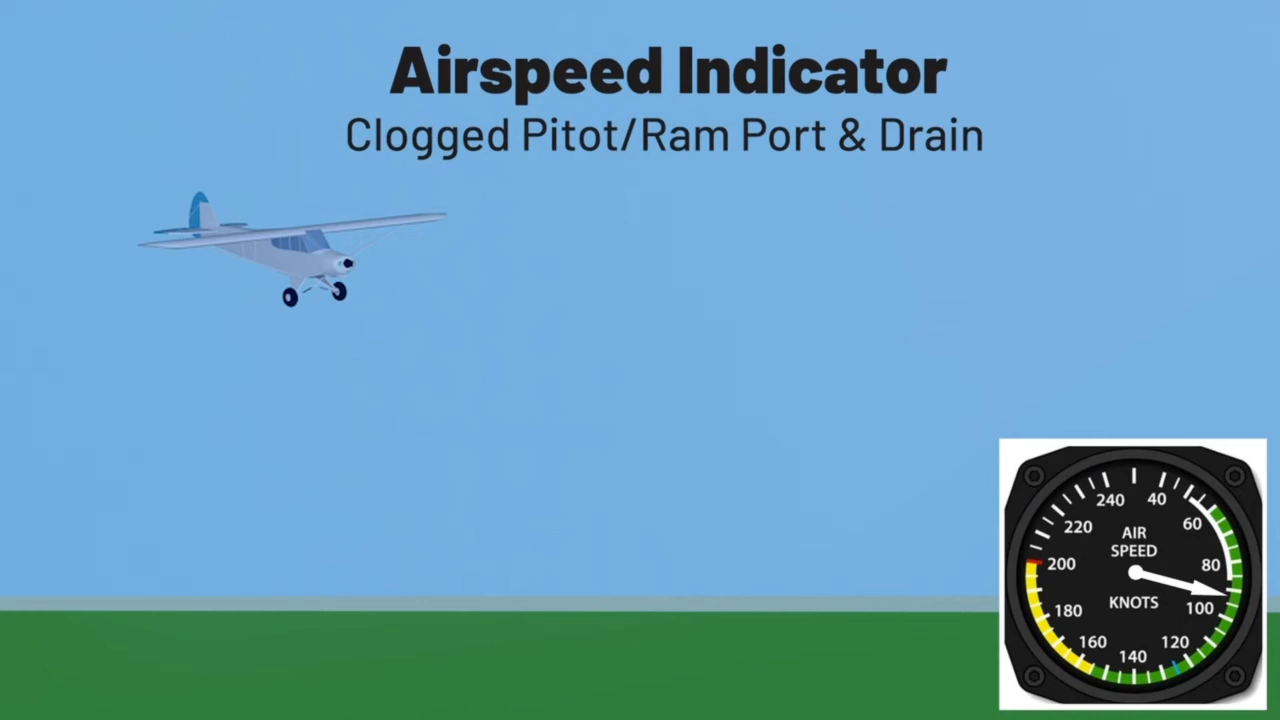 Airspeed Indicator
Clogged Pitot/Ram Port & Drain
240 40
220 60
AIR
SPEED
200 80
KNOTS
180 100
160 120
140